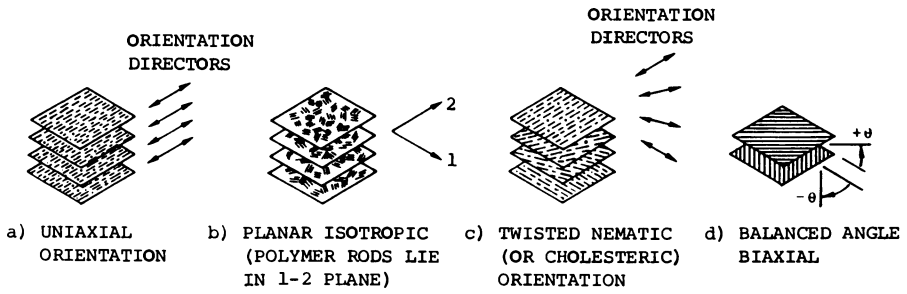 ORIENTATION
DIRECTORS
ORIENTATION
DIRECTORS
2
1
+θ
-θ
a) UNIAXIAL
ORIENTATION
b) PLANAR ISOTROPIC
(POLYMER RODS LIE
IN 1-2 PLANE)
c) TWISTED NEMATIC
(OR CHOLESTERIC)
ORIENTATION
d) BALANCED ANGLE
BIAXIAL